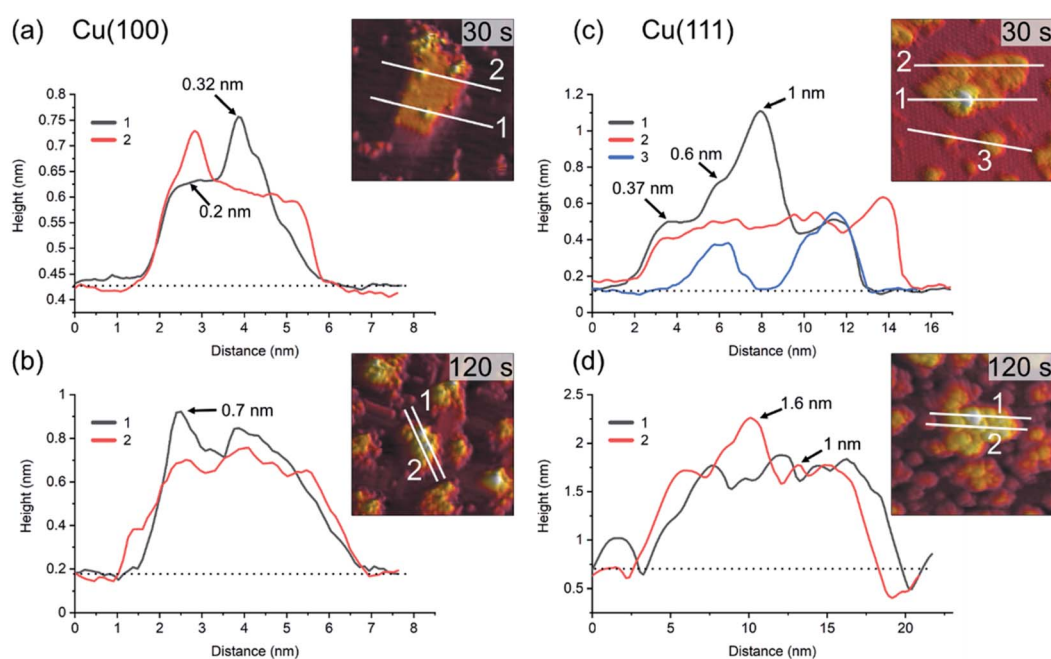 (a) Cu(100)
30 s
0.32 nm
0.2 nm
1
2
2
1
0.8
0.75
0.7
0.65
0.6
0.55
0.5
0.45
0.4
Height (nm)
0 1 2 3 4 5 6 7 8
Distance (nm)
(c) Cu(111)
30 s
1 nm
0.6 nm
0.37 nm
1
2
3
2
1
3
1.2
1
0.8
0.6
0.4
0.2
0
Height (nm)
0 2 4 6 8 10 12 14 16
Distance (nm)
(b)
120 s
0.7 nm
1
2
1
2
1
0.8
0.6
0.4
0.2
0
Height (nm)
0 1 2 3 4 5 6 7 8
Distance (nm)
(d)
120 s
1.6 nm
1 nm
1
2
1
2
2.5
2
1.5
1
0.5
Height (nm)
0 5 10 15 20
Distance (nm)